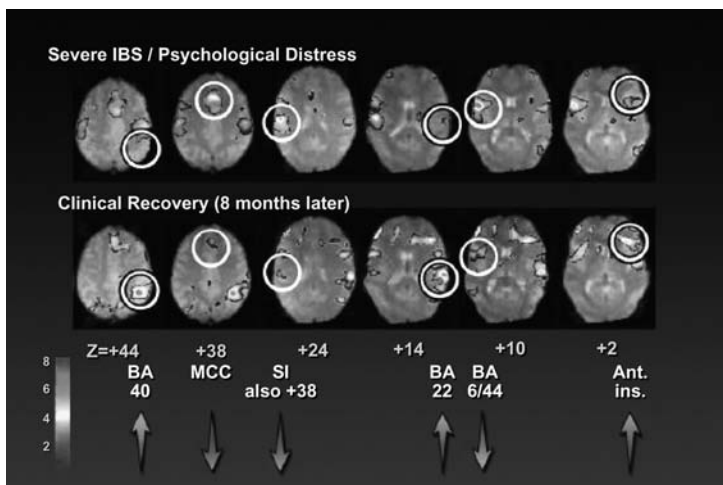 Severe IBS / Psychological Distress
Clinical Recovery (8 months later)
Z=+44 +38 +24 +14 +10 +2
BA MCC SI BA BA Ant.
40 also +38 22 6/44 ins.
8
6
4
2